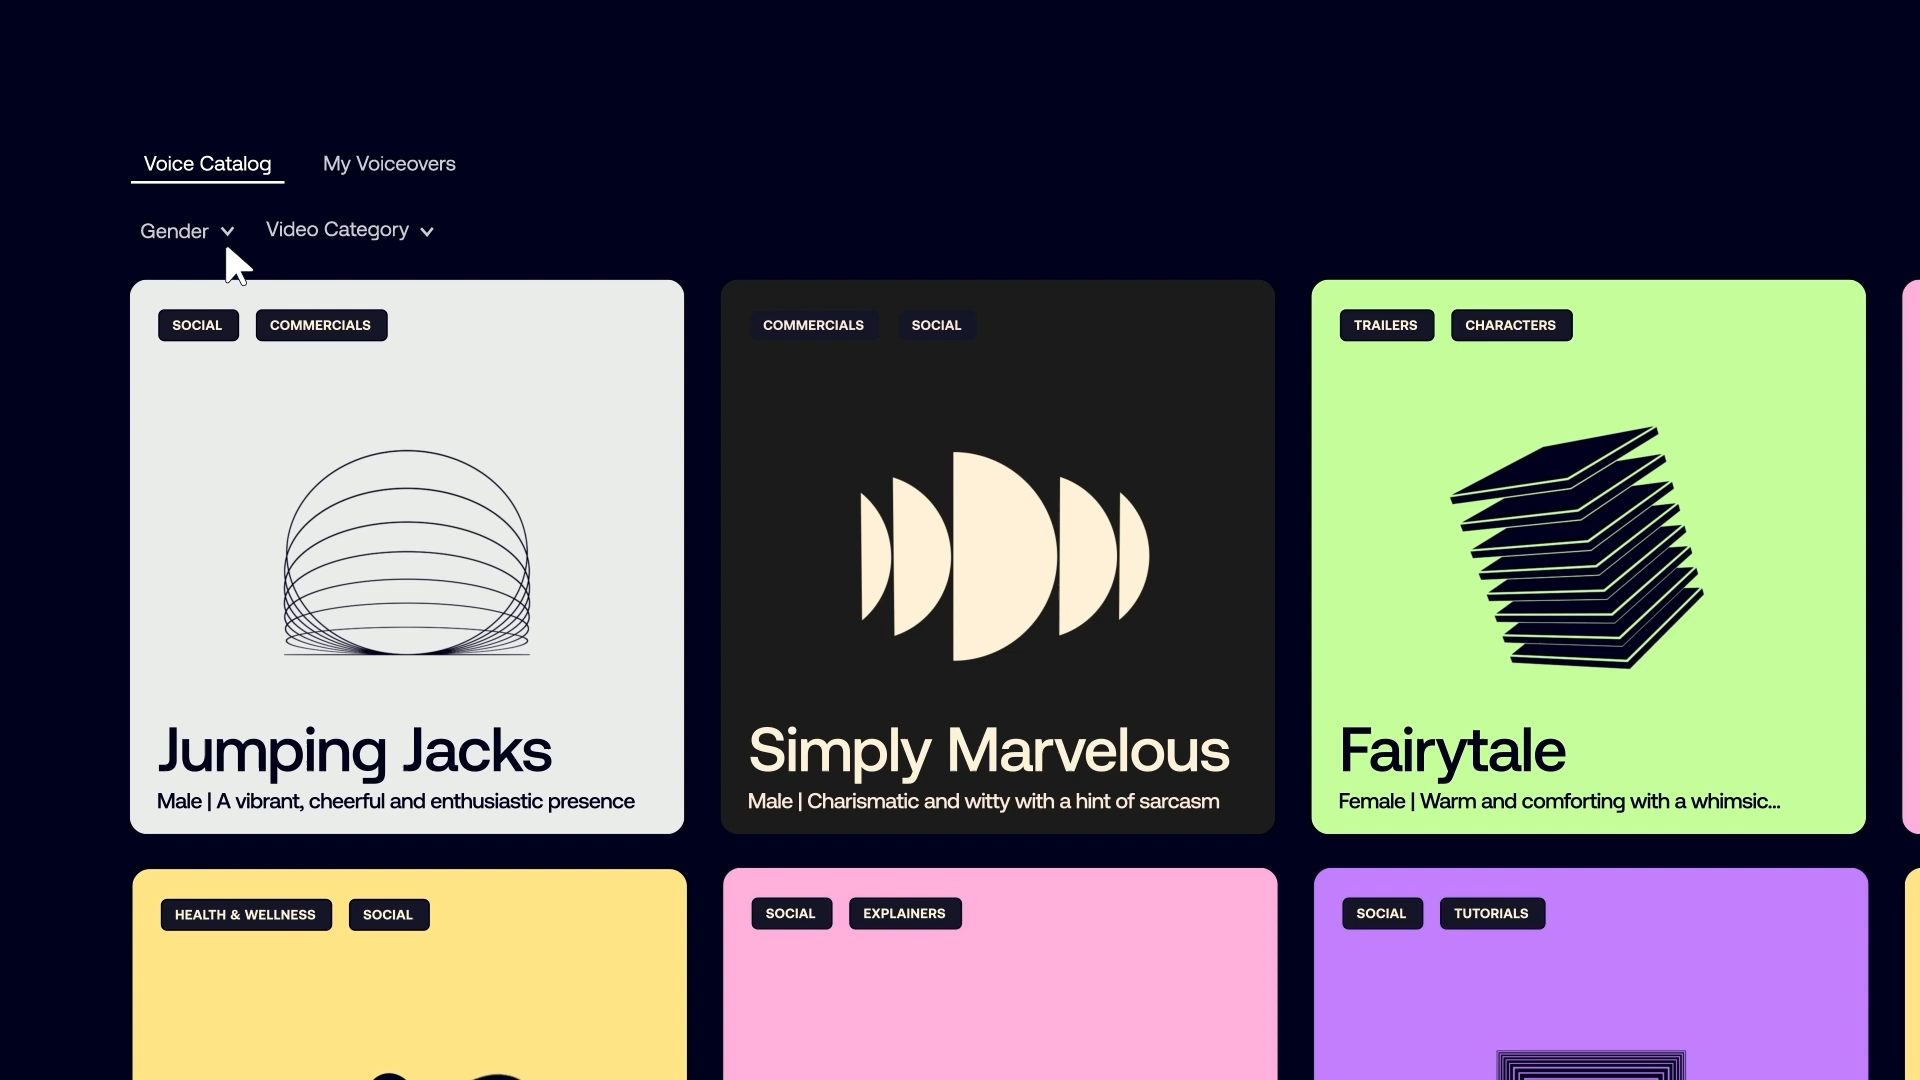 Voice Catalog My Voiceovers
Gender Video Category
SOCIAL COMMERCIALS
Jumping Jacks
Male | A vibrant, cheerful and enthusiastic presence
COMMERCIALS SOCIAL
Simply Marvelous
Male | Charismatic and witty with a hint of sarcasm
TRAILERS CHARACTERS
Fairytale
Female | Warm and comforting with a whimsic...
HEALTH & WELLNESS SOCIAL
SOCIAL EXPLAINERS
SOCIAL TUTORIALS